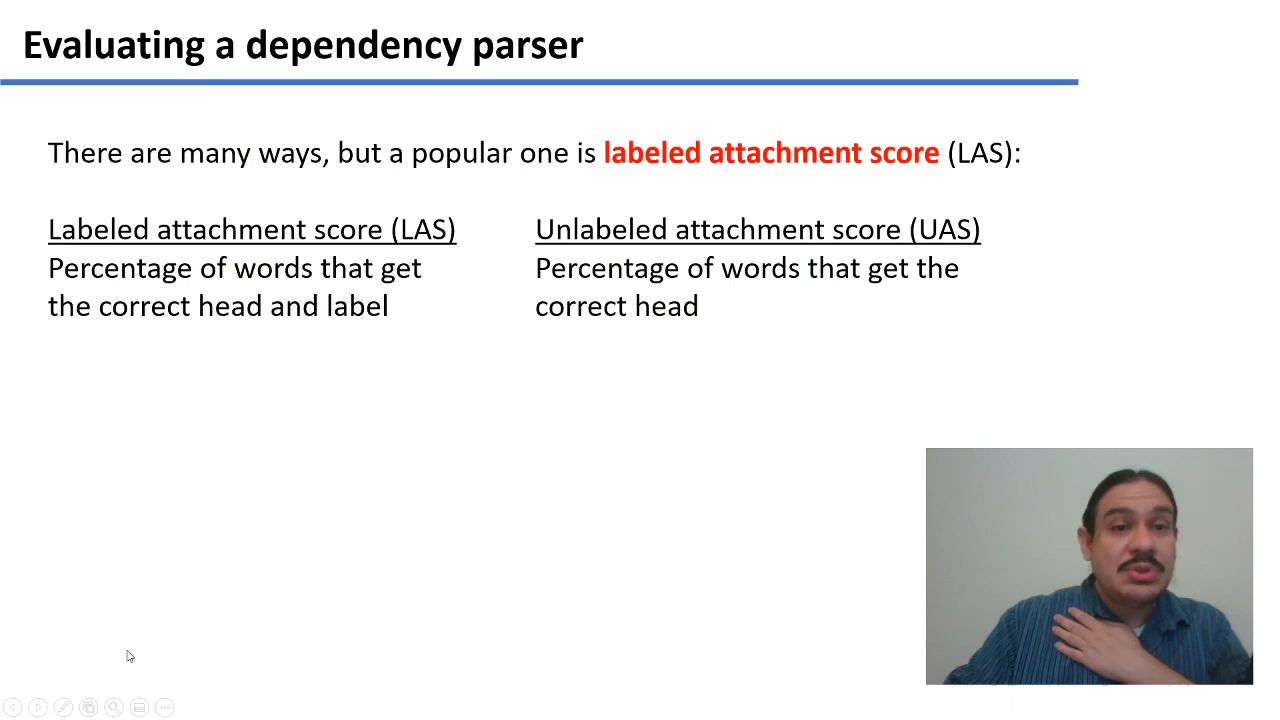 Evaluating a dependency parser
There are many ways, but a popular one is labeled attachment score (LAS):
Labeled attachment score (LAS)
Percentage of words that get
the correct head and label
Unlabeled attachment score (UAS)
Percentage of words that get the
correct head